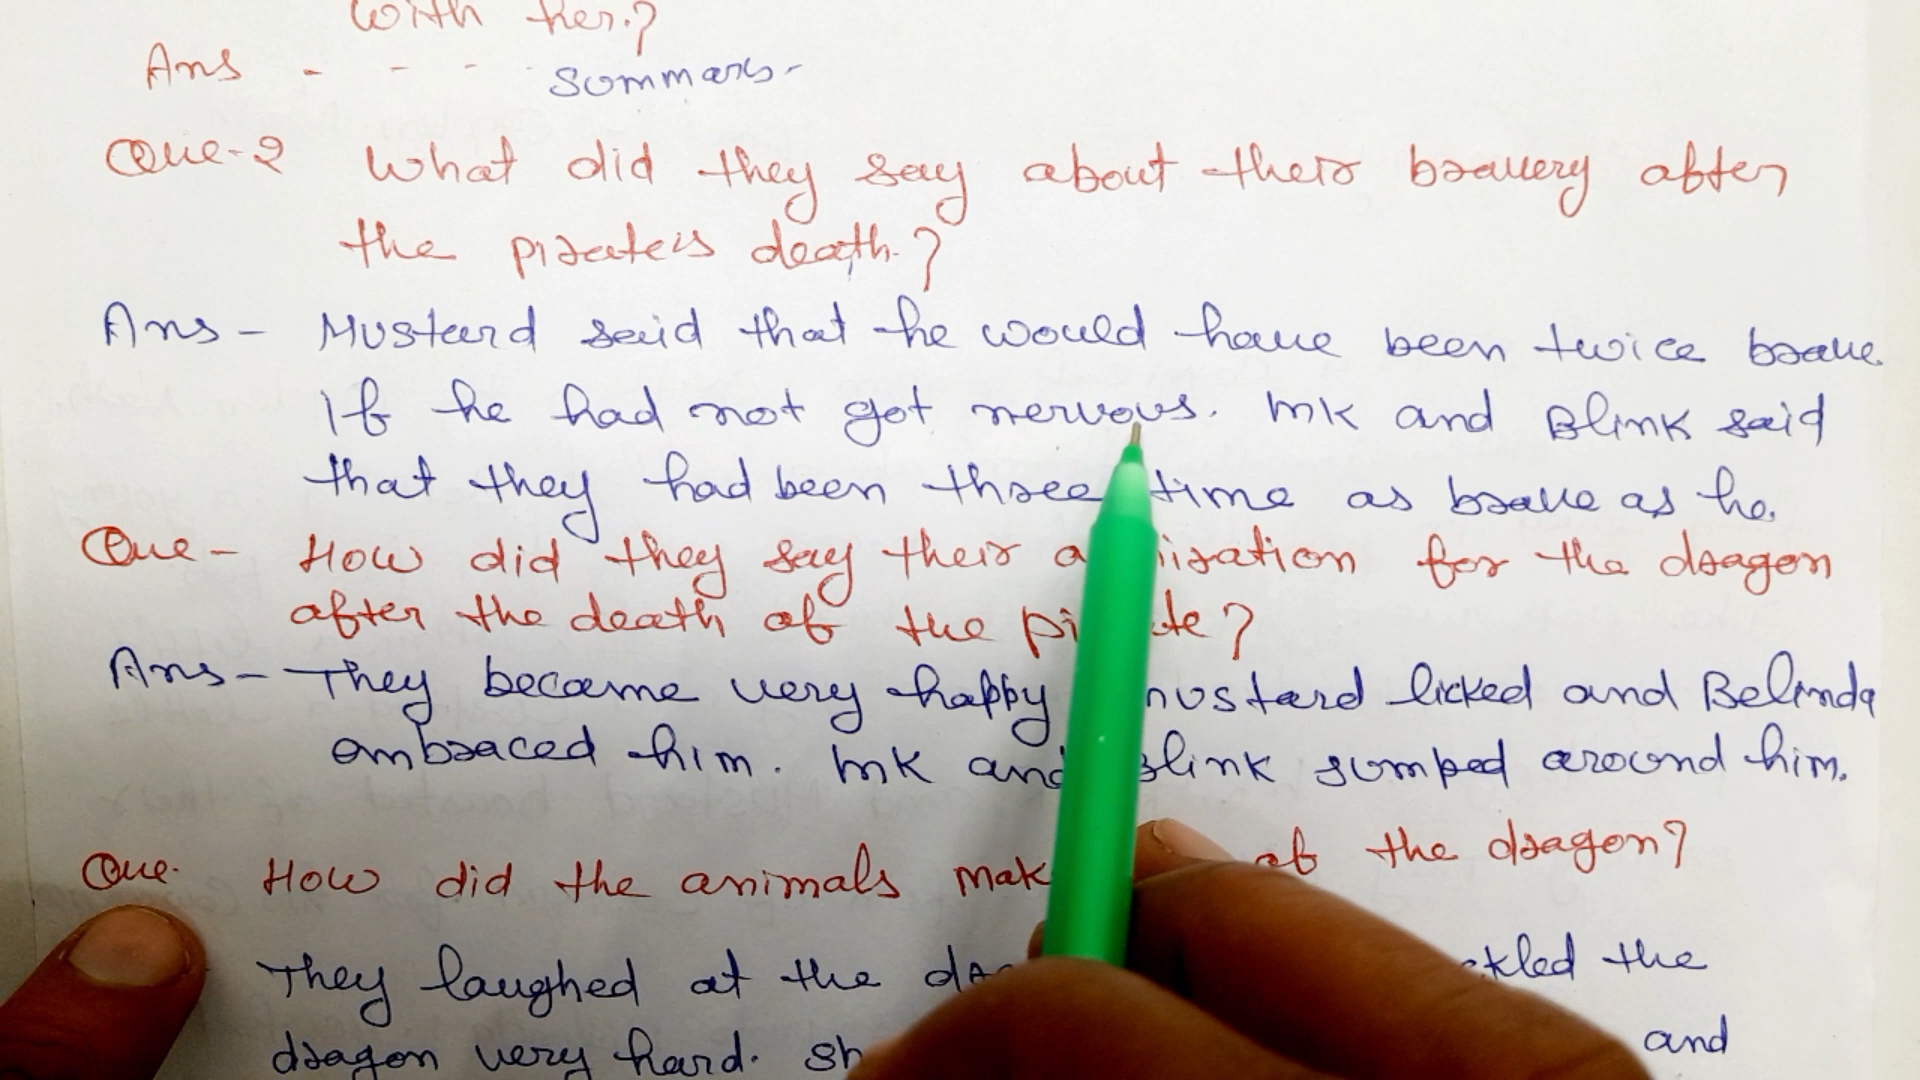 with her.?
Ans - - - - Summary-
Que-2 What did they say about their bravery after
the pirate's death.?
Ans - Mustard said that he would have been twice brave
If he had not got nervous. Ink and Blink said
that they had been three time as brave as he.
Que - How did they say their for the dragon
after the death of the ?
Ans - They became very happy mustard licked and Belinda
embraced him. Ink and Blink jumped around him.
Que. How did the animals of the dragon?
They laughed at the the
dragon very hard. and